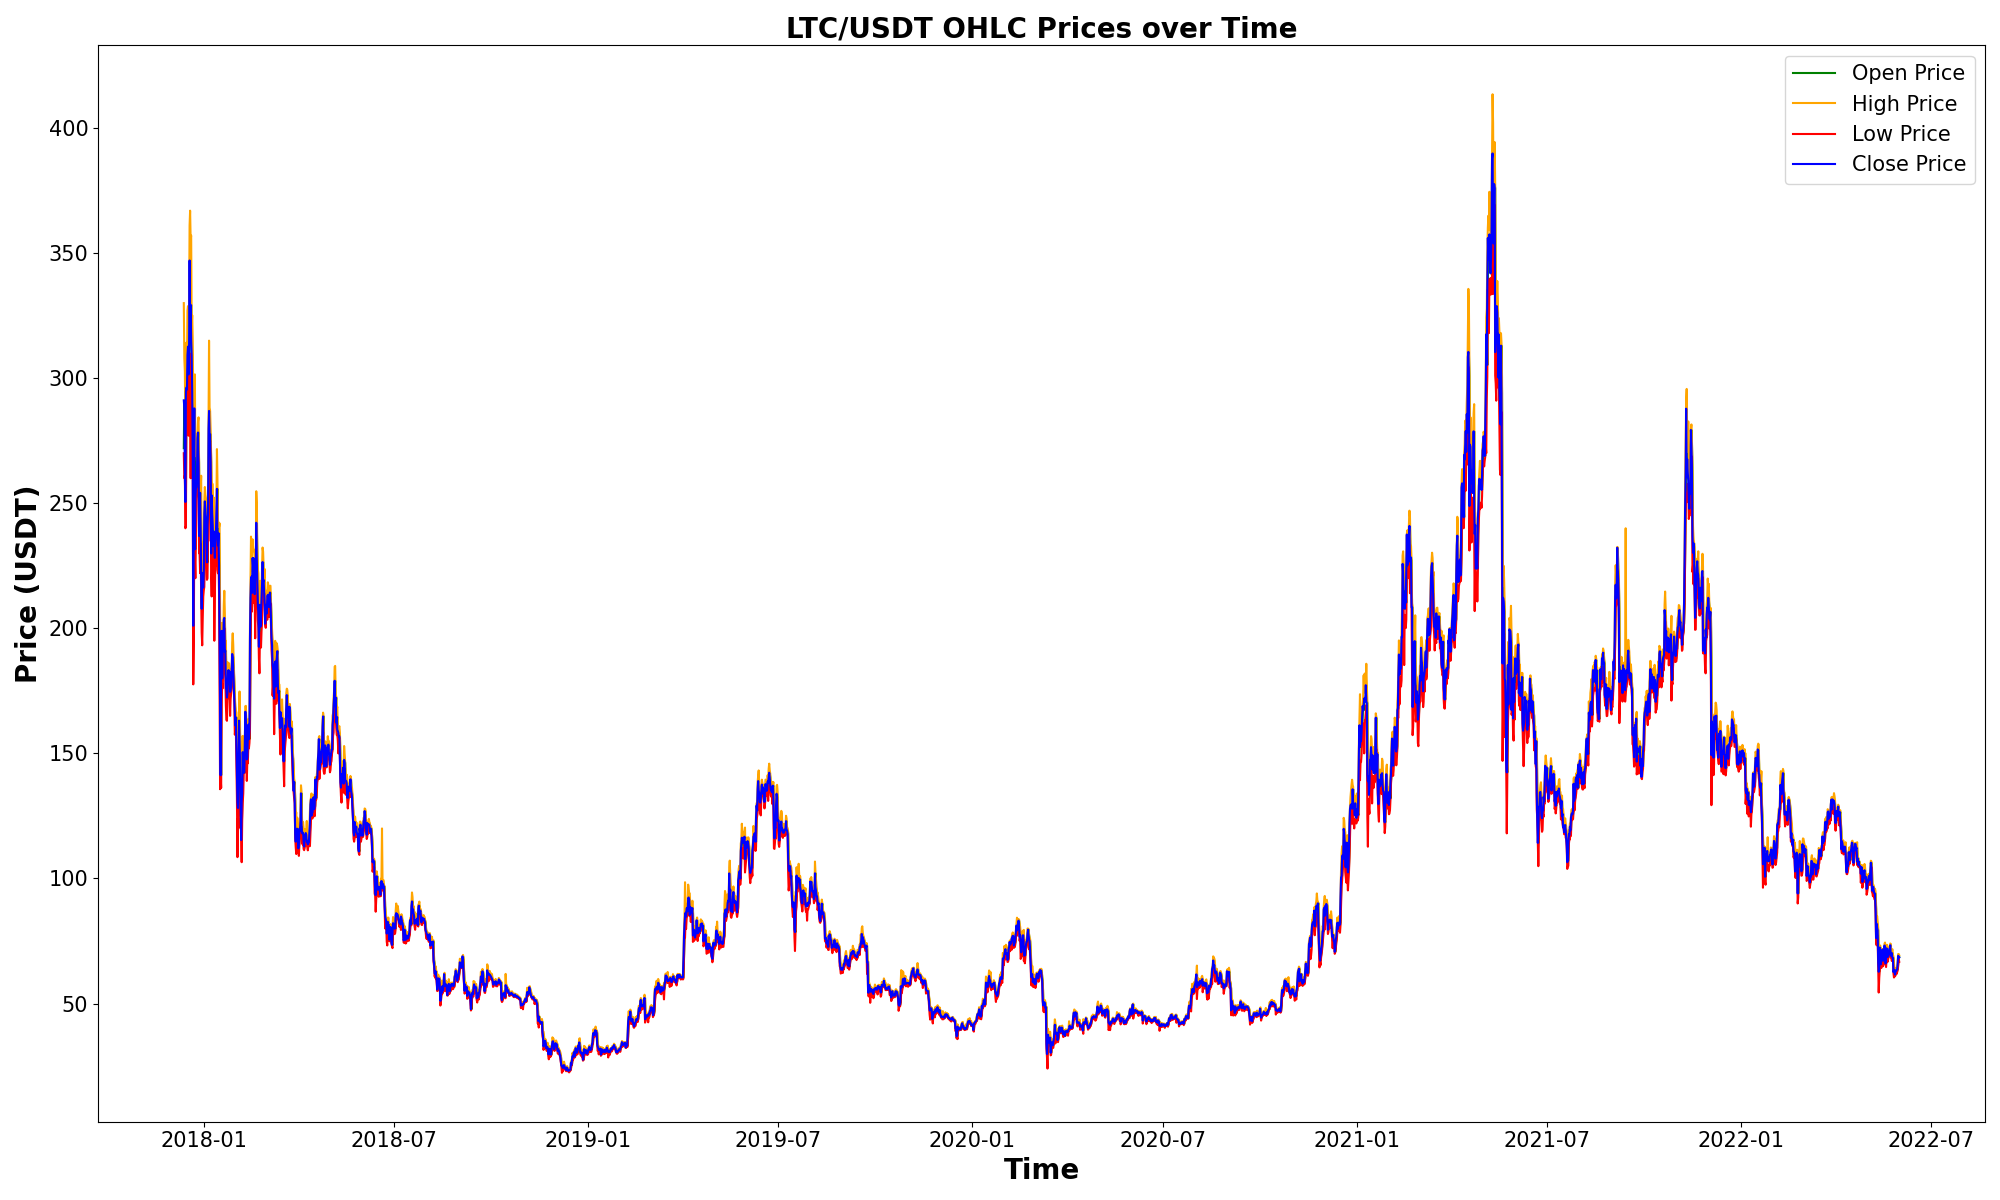 LTC/USDT OHLC Prices over Time
Open Price
High Price
Low Price
Close Price
Price (USDT)
400
350
300
250
200
150
100
50
2018-01
2018-07
2019-01
2019-07
2020-01
2020-07
2021-01
2021-07
2022-01
2022-07
Time